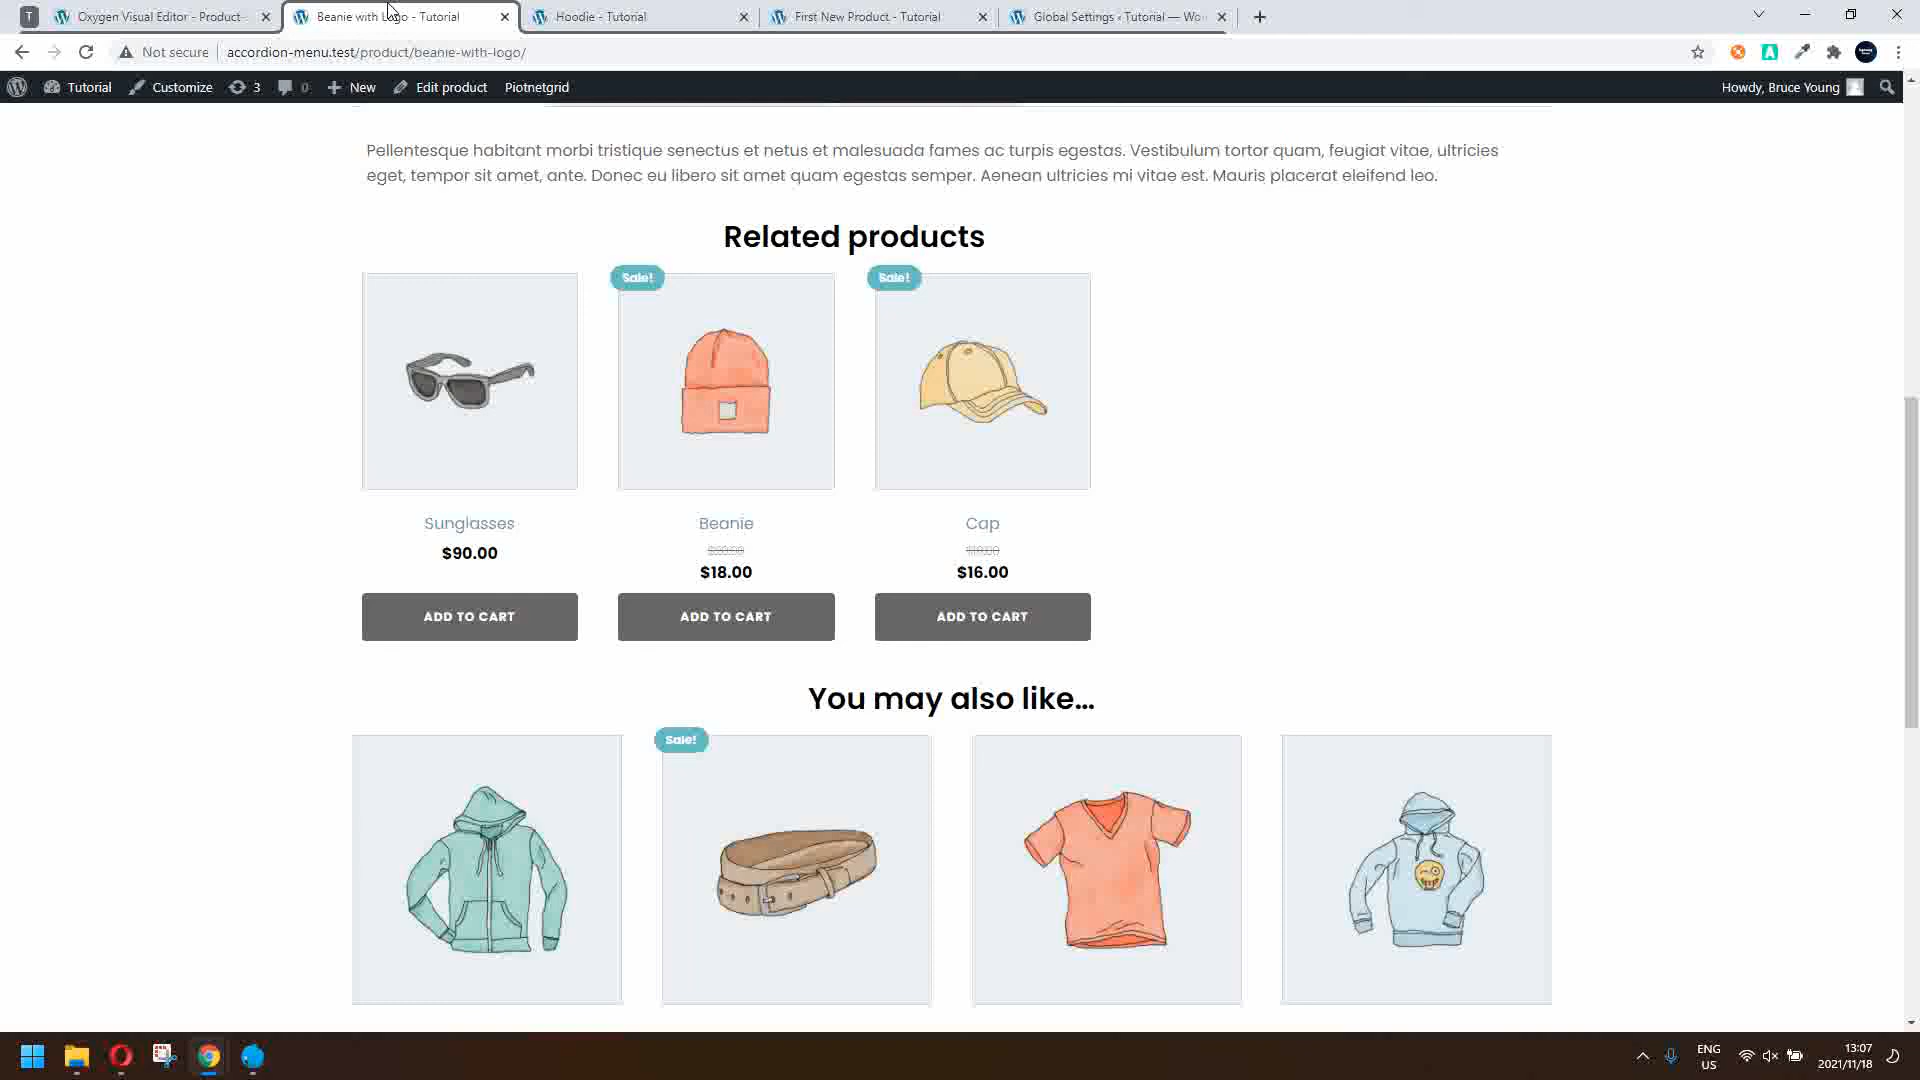 T
Oxygen Visual Editor - Product
Beanie with Logo - Tutorial
Hoodie - Tutorial
First New Product - Tutorial
Global Settings ‹ Tutorial — Wo
Not secure
accordion-menu.test/product/beanie-with-logo/
Tutorial
Customize
3
0
New
Edit product
Piotnetgrid
Howdy, Bruce Young
Pellentesque habitant morbi tristique senectus et netus et malesuada fames ac turpis egestas. Vestibulum tortor quam, feugiat vitae, ultricies
eget, tempor sit amet, ante. Donec eu libero sit amet quam egestas semper. Aenean ultricies mi vitae est. Mauris placerat eleifend leo.
Related products
Sale!
Sale!
Sunglasses
Beanie
Cap
$90.00
$18.00
$16.00
ADD TO CART
ADD TO CART
ADD TO CART
You may also like…
Sale!
ENG
US
13:07
2021/11/18